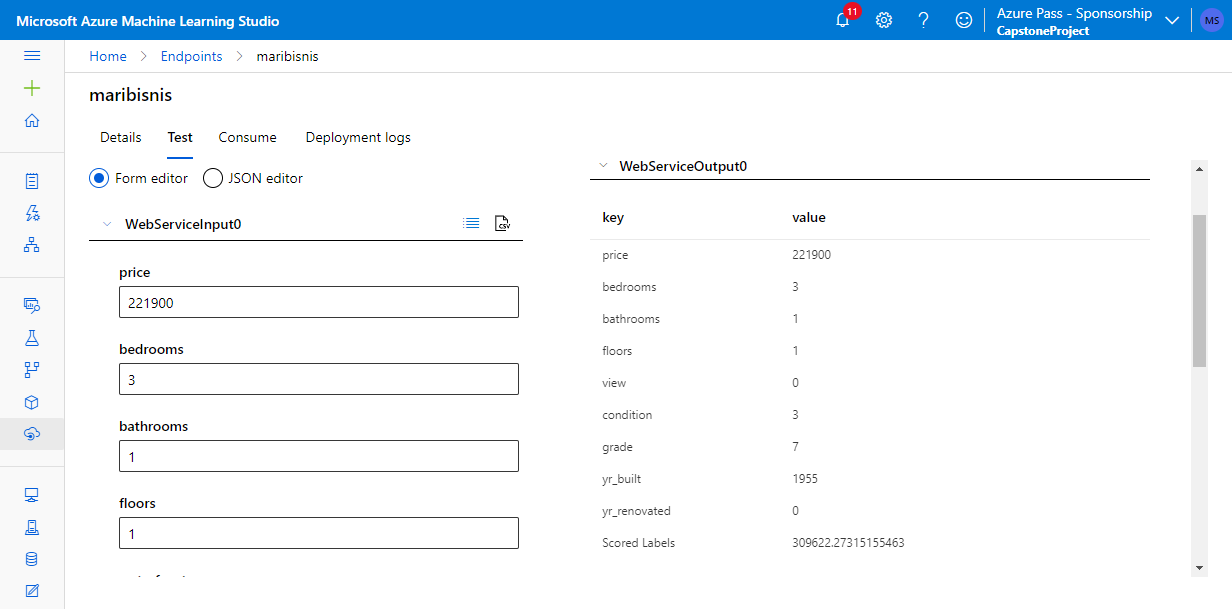 Microsoft Azure Machine Learning Studio
11
Azure Pass - Sponsorship
CapstoneProject
MS
Home > Endpoints > maribisnis
maribisnis
Details Test Consume Deployment logs
Form editor JSON editor
WebServiceInput0
CSV
price
221900
bedrooms
3
bathrooms
1
floors
1
WebServiceOutput0
key value
price 221900
bedrooms 3
bathrooms 1
floors 1
view 0
condition 3
grade 7
yr_built 1955
yr_renovated 0
Scored Labels 309622.27315155463